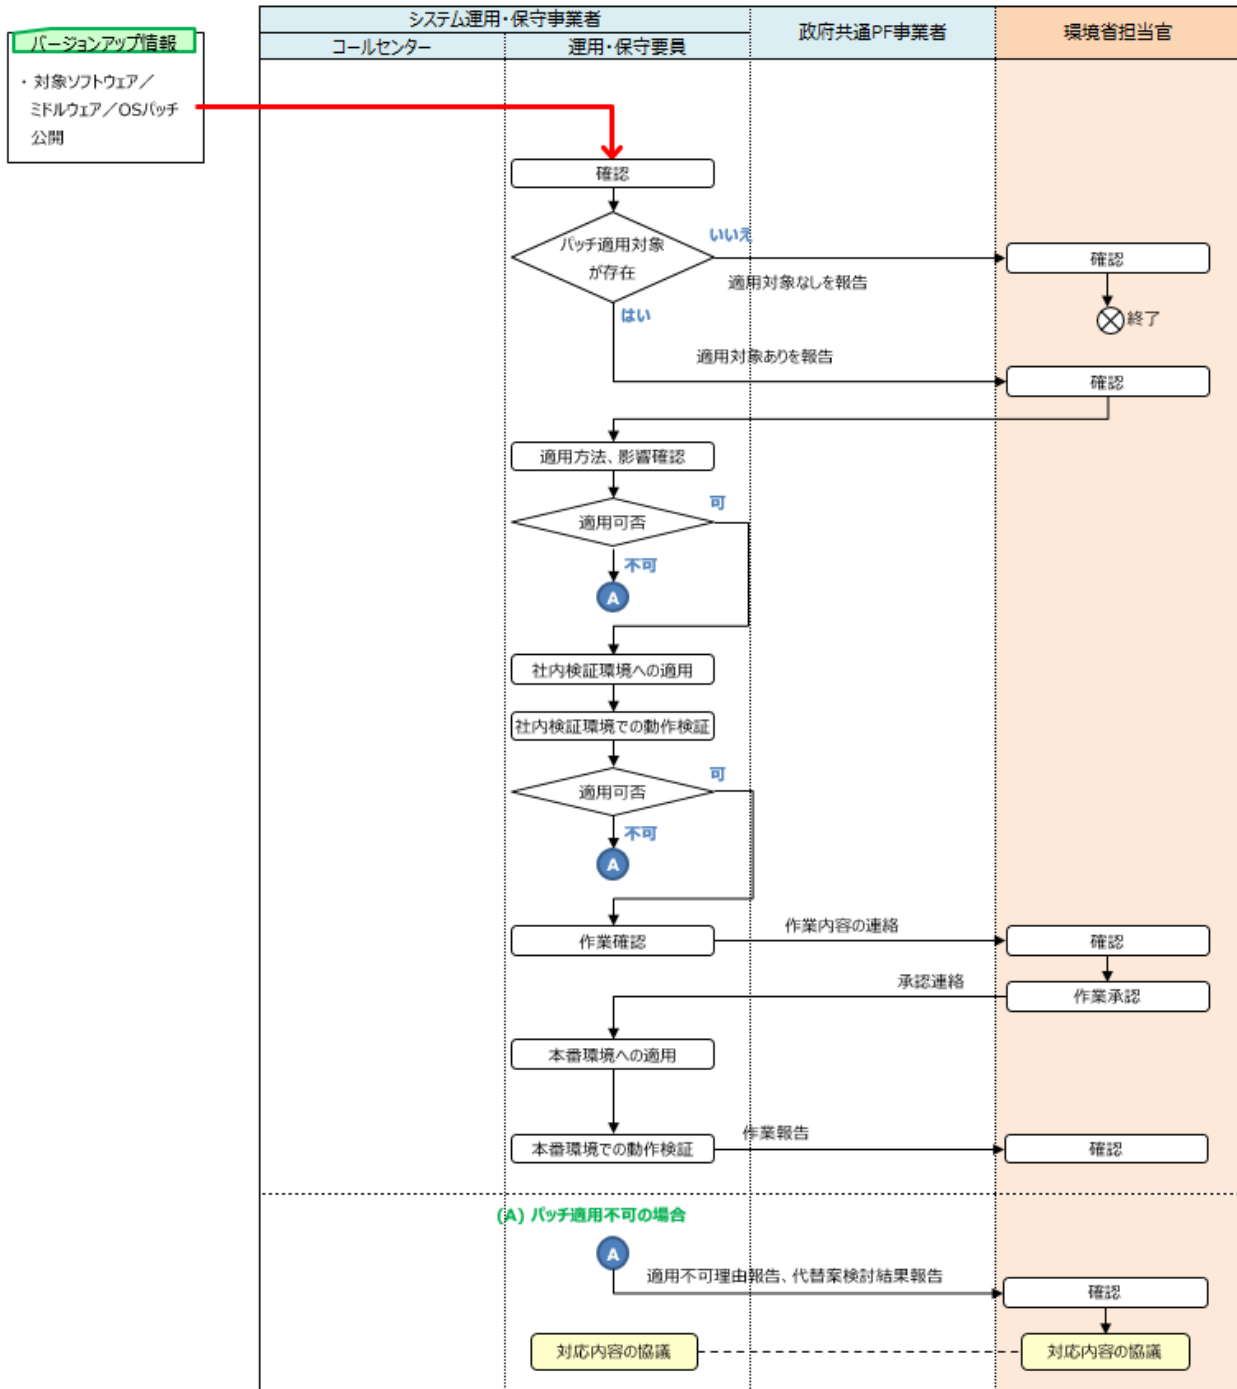 バージョンアップ情報
・対象ソフトウェア／
ミドルウェア／OSパッチ
公開
システム運用・保守事業者
コールセンター
運用・保守要員
政府共通PF事業者
環境省担当官
確認
パッチ適用対象
が存在
いいえ
適用対象なしを報告
確認
終了
はい
適用対象ありを報告
確認
適用方法、影響確認
適用可否
可
不可
A
社内検証環境への適用
社内検証環境での動作検証
適用可否
可
不可
A
作業確認
作業内容の連絡
確認
承認連絡
作業承認
本番環境への適用
本番環境での動作検証
作業報告
確認
(A) パッチ適用不可の場合
A
適用不可理由報告、代替案検討結果報告
確認
対応内容の協議
対応内容の協議